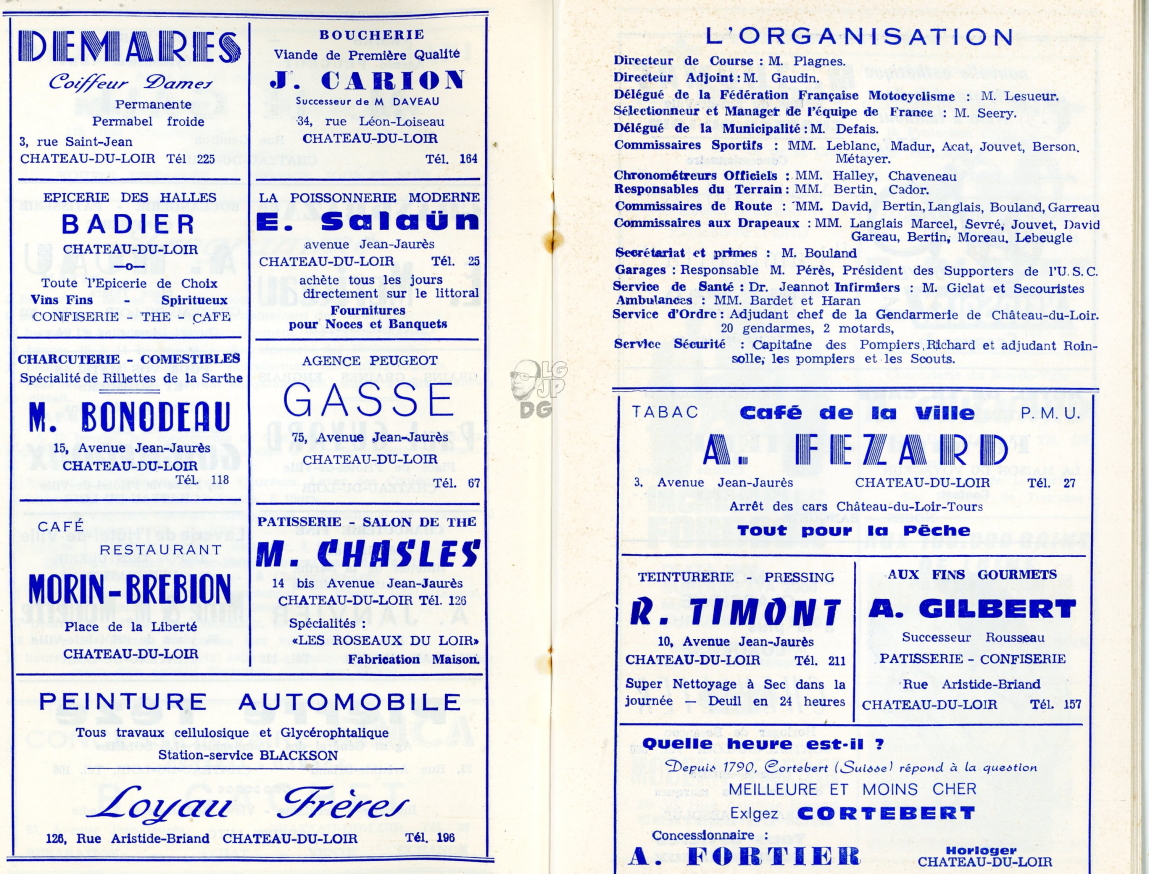 DEMARES
Coiffeur Dames
Permanente
Permabel froide
3, rue Saint-Jean
CHATEAU-DU-LOIR Tél 225
BOUCHERIE
Viande de Première Qualité
J. CARION
Successeur de M DAVEAU
34, rue Léon-Loiseau
CHATEAU-DU-LOIR
Tél. 164
EPICERIE DES HALLES
BADIER
CHATEAU-DU-LOIR
—o—
Toute l'Epicerie de Choix
Vins Fins - Spiritueux
CONFISERIE - THE - CAFE
LA POISSONNERIE MODERNE
E. Salaün
avenue Jean-Jaurès
CHATEAU-DU-LOIR Tél. 25
achète tous les jours
directement sur le littoral
Fournitures
pour Noces et Banquets
CHARCUTERIE - COMESTIBLES
Spécialité de Rillettes de la Sarthe
M. BONODEAU
15, Avenue Jean-Jaurès
CHATEAU-DU-LOIR
Tél. 118
AGENCE PEUGEOT
GASSE
75, Avenue Jean-Jaurès
CHATEAU-DU-LOIR
Tél. 67
CAFÉ
RESTAURANT
MORIN-BREBION
Place de la Liberté
CHATEAU-DU-LOIR
PATISSERIE - SALON DE THE
M. CHASLES
14 bis Avenue Jean-Jaurès
CHATEAU-DU-LOIR Tél. 126
Spécialités :
«LES ROSEAUX DU LOIR»
Fabrication Maison.
PEINTURE AUTOMOBILE
Tous travaux cellulosique et Glycérophtalique
Station-service BLACKSON
Loyau Frères
126, Rue Aristide-Briand CHATEAU-DU-LOIR Tél. 196
L'ORGANISATION
Directeur de Course : M. Plagnes.
Directeur Adjoint : M. Gaudin.
Délégué de la Fédération Française Motocyclisme : M. Lesueur.
Sélectionneur et Manager de l'équipe de France : M. Seery.
Délégué de la Municipalité : M. Defais.
Commissaires Sportifs : MM. Leblanc, Madur, Acat, Jouvet, Berson.
Métayer.
Chronométreurs Officiels : MM. Halley, Chaveneau
Responsables du Terrain : MM. Bertin. Cador.
Commissaires de Route : MM. David, Bertin, Langlais, Bouland, Garreau
Commissaires aux Drapeaux : MM. Langlais Marcel, Sevré, Jouvet, David
Gareau, Bertin, Moreau, Lebeugle
Secrétariat et primes : M. Bouland
Garages : Responsable M. Pérès, Président des Supporters de l'U.S.C.
Service de Santé : Dr. Jeannot Infirmiers : M. Giclat et Secouristes
Ambulances : MM. Bardet et Haran
Service d'Ordre : Adjudant chef de la Gendarmerie de Château-du-Loir.
20 gendarmes, 2 motards,
Service Sécurité : Capitaine des Pompiers, Richard et adjudant Roin-
solle, les pompiers et les Scouts.
LG
JP
DG
TABAC Café de la Ville P.M.U.
A. FEZARD
3. Avenue Jean-Jaurès CHATEAU-DU-LOIR Tél. 27
Arrêt des cars Château-du-Loir-Tours
Tout pour la Pêche
TEINTURERIE - PRESSING
R. TIMONT
10, Avenue Jean-Jaurès
CHATEAU-DU-LOIR Tél. 211
Super Nettoyage à Sec dans la
journée — Deuil en 24 heures
AUX FINS GOURMETS
A. GILBERT
Successeur Rousseau
PATISSERIE - CONFISERIE
Rue Aristide-Briand
CHATEAU-DU-LOIR Tél. 157
Quelle heure est-il ?
Depuis 1790, Cortebert (Suisse) répond à la question
MEILLEURE ET MOINS CHER
Exigez CORTEBERT
Concessionnaire :
A. FORTIER Horloger
CHATEAU-DU-LOIR